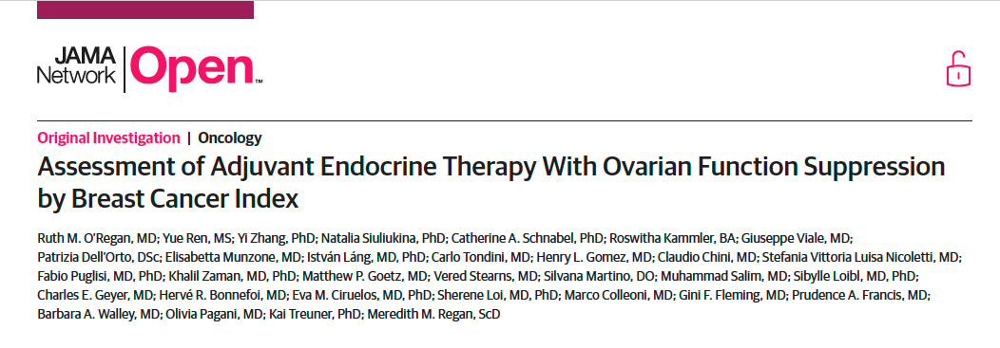 JAMA
Network
Open™
Original Investigation | Oncology
Assessment of Adjuvant Endocrine Therapy With Ovarian Function Suppression
by Breast Cancer Index
Ruth M. O'Regan, MD; Yue Ren, MS; Yi Zhang, PhD; Natalia Siuliukina, PhD; Catherine A. Schnabel, PhD; Roswitha Kammler, BA; Giuseppe Viale, MD;
Patrizia Dell'Orto, DSc; Elisabetta Munzone, MD; István Láng, MD, PhD; Carlo Tondini, MD; Henry L. Gomez, MD; Claudio Chini, MD; Stefania Vittoria Luisa Nicoletti, MD;
Fabio Puglisi, MD, PhD; Khalil Zaman, MD, PhD; Matthew P. Goetz, MD; Vered Stearns, MD; Silvana Martino, DO; Muhammad Salim, MD; Sibylle Loibl, MD, PhD;
Charles E. Geyer, MD; Hervé R. Bonnefoi, MD; Eva M. Ciruelos, MD, PhD; Sherene Loi, MD, PhD; Marco Colleoni, MD; Gini F. Fleming, MD; Prudence A. Francis, MD;
Barbara A. Walley, MD; Olivia Pagani, MD; Kai Treuner, PhD; Meredith M. Regan, ScD